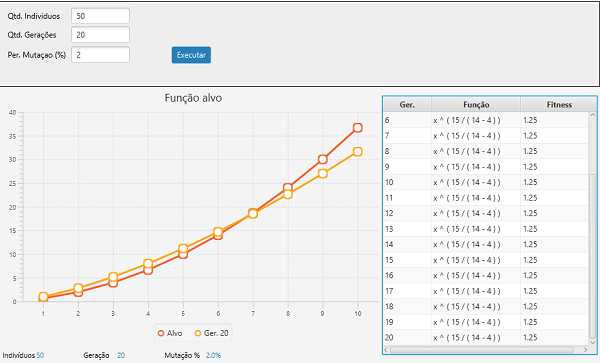 Qtd. Indivíduos 50
Qtd. Gerações 20
Per. Mutaçao (%) 2 Executar
Função alvo
40
35
30
25
20
15
10
5
0
1 2 3 4 5 6 7 8 9 10
Alvo Ger. 20
Ger. Função Fitness
6 x ^ ( 15 / ( 14 - 4 ) ) 1.25
7 x ^ ( 15 / ( 14 - 4 ) ) 1.25
8 x ^ ( 15 / ( 14 - 4 ) ) 1.25
9 x ^ ( 15 / ( 14 - 4 ) ) 1.25
10 x ^ ( 15 / ( 14 - 4 ) ) 1.25
11 x ^ ( 15 / ( 14 - 4 ) ) 1.25
12 x ^ ( 15 / ( 14 - 4 ) ) 1.25
13 x ^ ( 15 / ( 14 - 4 ) ) 1.25
14 x ^ ( 15 / ( 14 - 4 ) ) 1.25
15 x ^ ( 15 / ( 14 - 4 ) ) 1.25
16 x ^ ( 15 / ( 14 - 4 ) ) 1.25
17 x ^ ( 15 / ( 14 - 4 ) ) 1.25
18 x ^ ( 15 / ( 14 - 4 ) ) 1.25
19 x ^ ( 15 / ( 14 - 4 ) ) 1.25
20 x ^ ( 15 / ( 14 - 4 ) ) 1.25
Indivíduos 50 Geração 20 Mutação % 2.0%